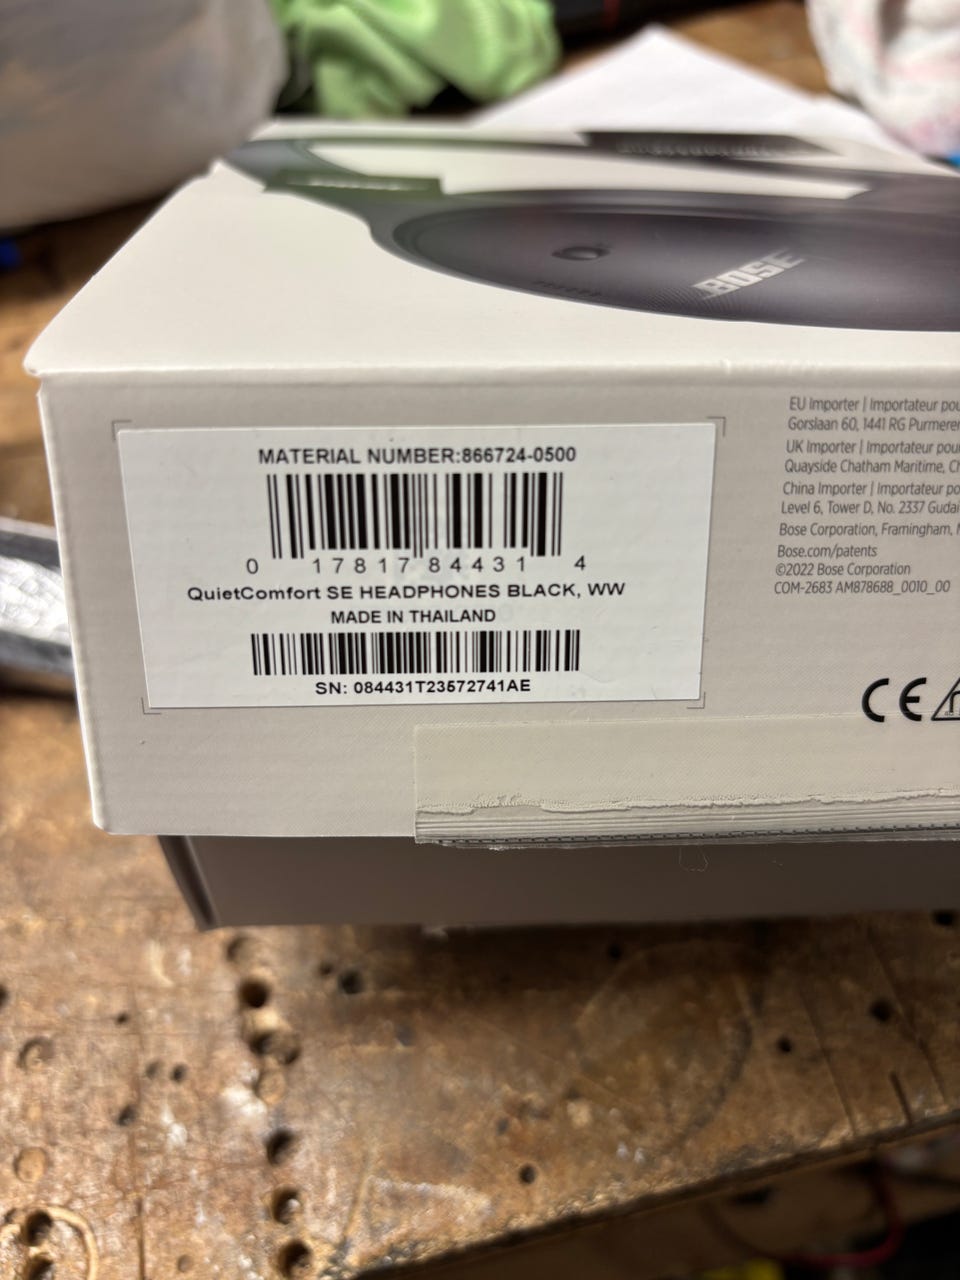 BOSE
MATERIAL NUMBER:866724-0500
0 17817 84431 4
QuietComfort SE HEADPHONES BLACK, WW
MADE IN THAILAND
SN: 084431T23572741AE
EU Importer | Importateur
Gorslaan 60, 1441 RG
UK Importer | Importateur
Quayside Chatham Maritime,
China Importer | Importateur
Level 6, Tower D, No. 2337
Bose Corporation, Framingham,
Bose.com/patents
©2022 Bose Corporation
COM-2683 AM878688_0010_00
CE